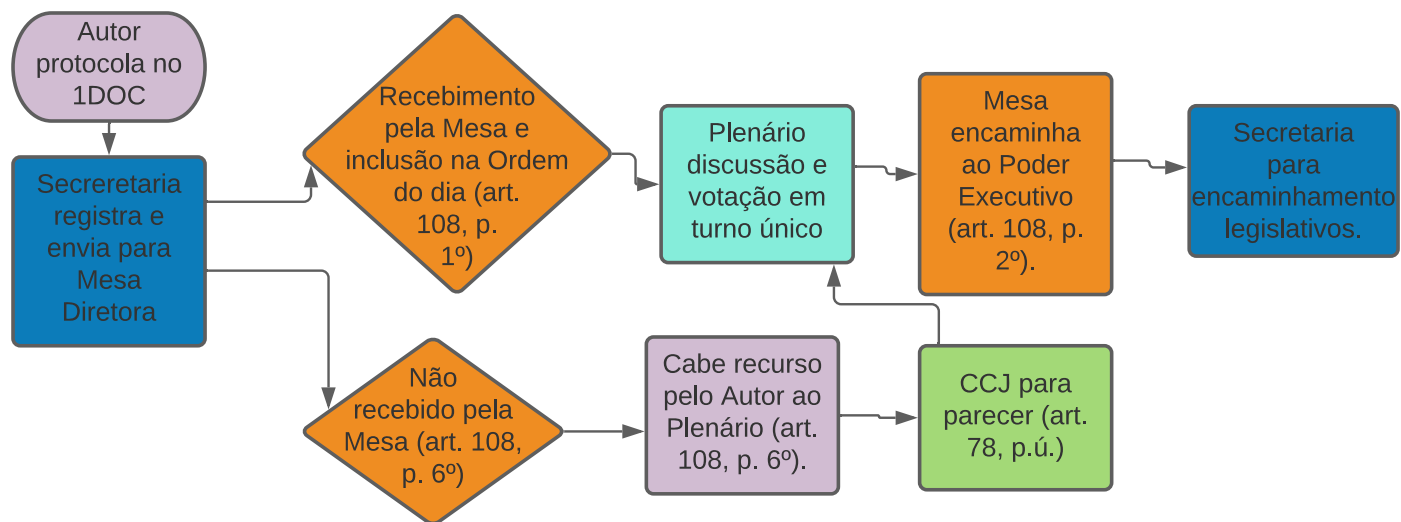 Autor
protocola no
1DOC
Secreretaria
registra e
envia para
Mesa
Diretora
Recebimento
pela Mesa e
inclusão na Ordem
do dia (art.
108, p.
1º)
Plenário
discussão e
votação em
turno único
Mesa
encaminha
ao Poder
Executivo
(art. 108, p.
2º).
Secretaria
para
encaminhamento
legislativos.
Não
recebido pela
Mesa (art. 108,
p. 6º)
Cabe recurso
pelo Autor ao
Plenário (art.
108, p. 6º).
CCJ para
parecer (art.
78, p.ú.)